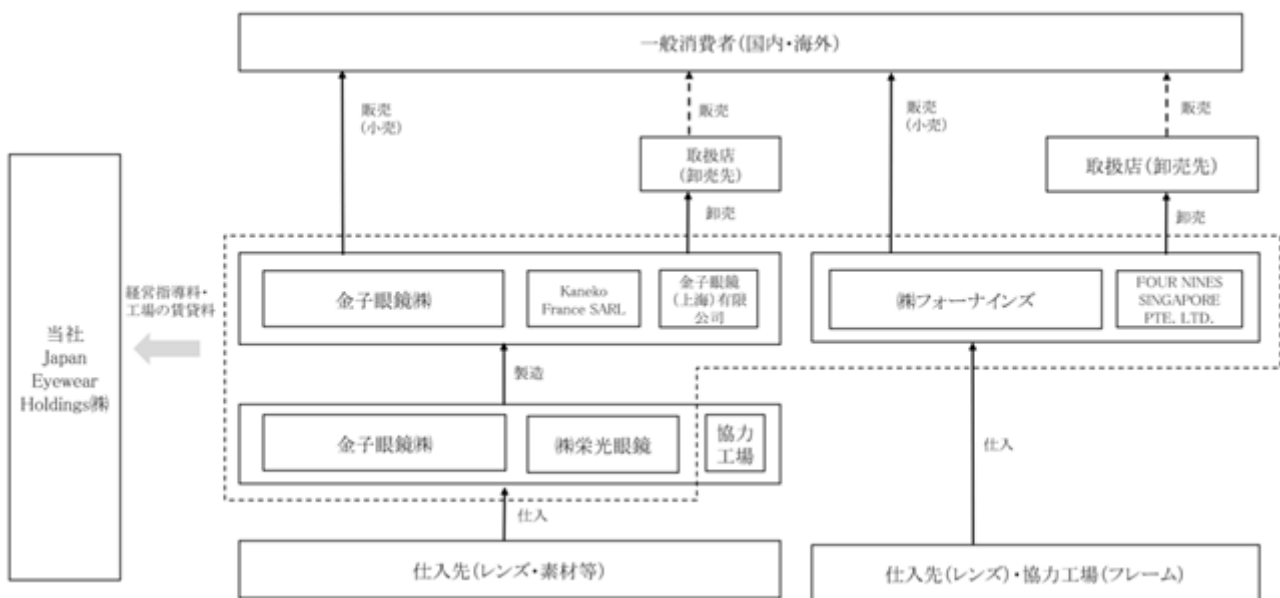 一般消費者(国内・海外)
販売
(小売)
販売
販売
(小売)
販売
取扱店
(卸売先)
取扱店(卸売先)
卸売
卸売
経営指導料・
工場の賃貸料
当社
Japan
Eyewear
Holdings㈱
金子眼鏡㈱
Kaneko
France SARL
金子眼鏡
(上海)有限
公司
㈱フォーナインズ
FOUR NINES
SINGAPORE
PTE. LTD.
製造
金子眼鏡㈱
㈱栄光眼鏡
協力
工場
仕入
仕入
仕入先(レンズ・素材等)
仕入先(レンズ)・協力工場(フレーム)